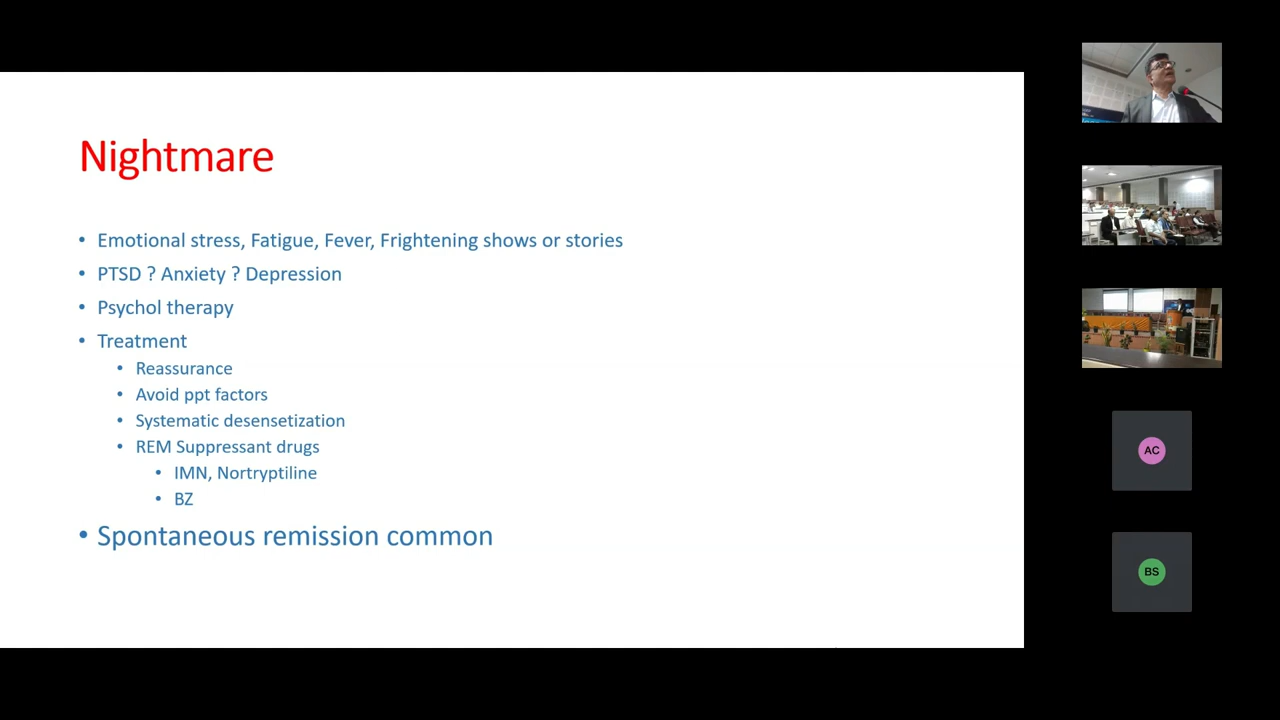 Nightmare
• Emotional stress, Fatigue, Fever, Frightening shows or stories
• PTSD ? Anxiety ? Depression
• Psychol therapy
• Treatment
• Reassurance
• Avoid ppt factors
• Systematic desensetization
• REM Suppressant drugs
• IMN, Nortryptiline
• BZ
• Spontaneous remission common
AC
BS